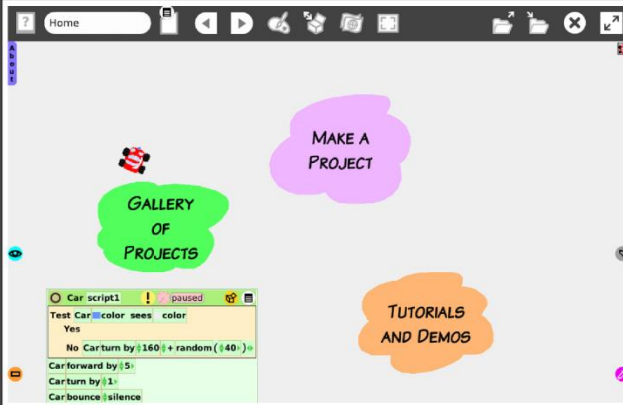 ?
Home
About
MAKE A
PROJECT
GALLERY
OF
PROJECTS
TUTORIALS
AND DEMOS
Car script1 ! paused
Test Car color sees color
Yes
No Car turn by 160 + random ( 40 )
Car forward by 5
Car turn by 1
Car bounce silence